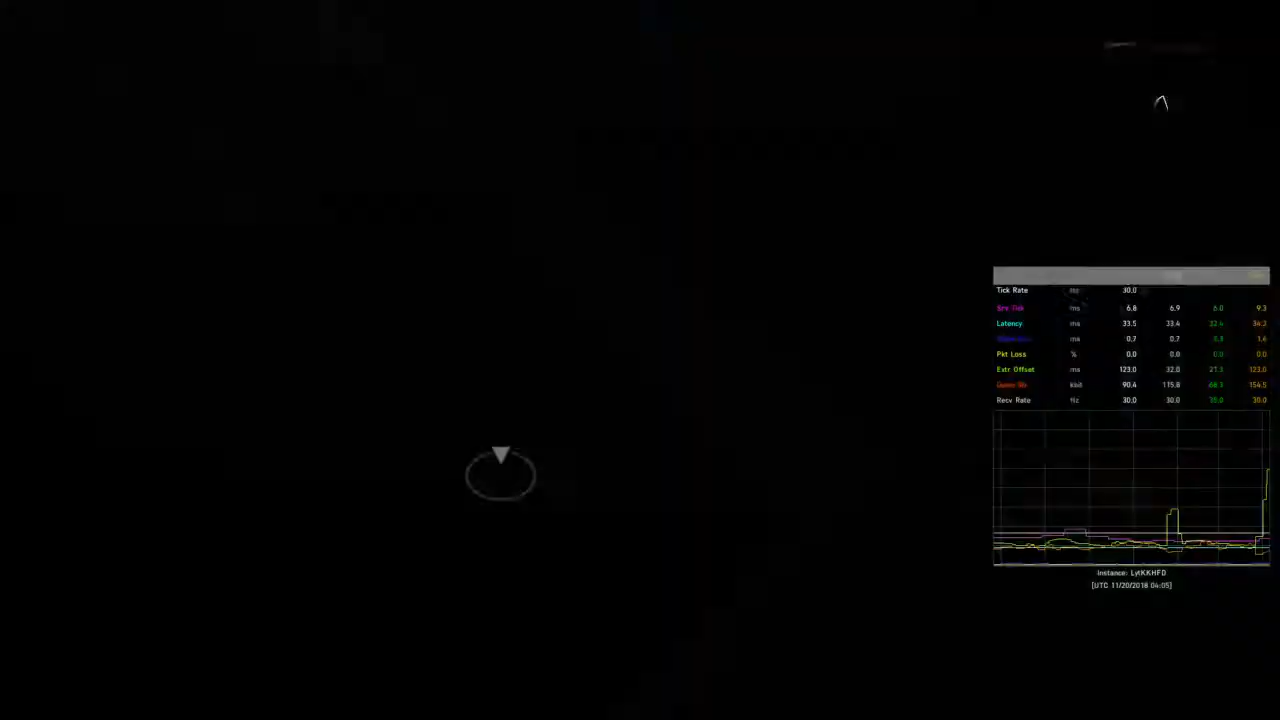 Tick Rate Hz 30.0
Srv Tick ms 6.8 6.9 6.0 9.3
Latency ms 33.5 33.4 32.4 34.2
ms 0.7 0.7 1.6
Pkt Loss % 0.0 0.0 0.0 0.0
Extr Offset ms 123.0 32.0 21.3 123.0
kbit 90.4 115.8 154.5
Recv Rate Hz 30.0 30.0 30.0 30.0
Instance: LytKKHFD
[UTC 11/20/2018 04:05]